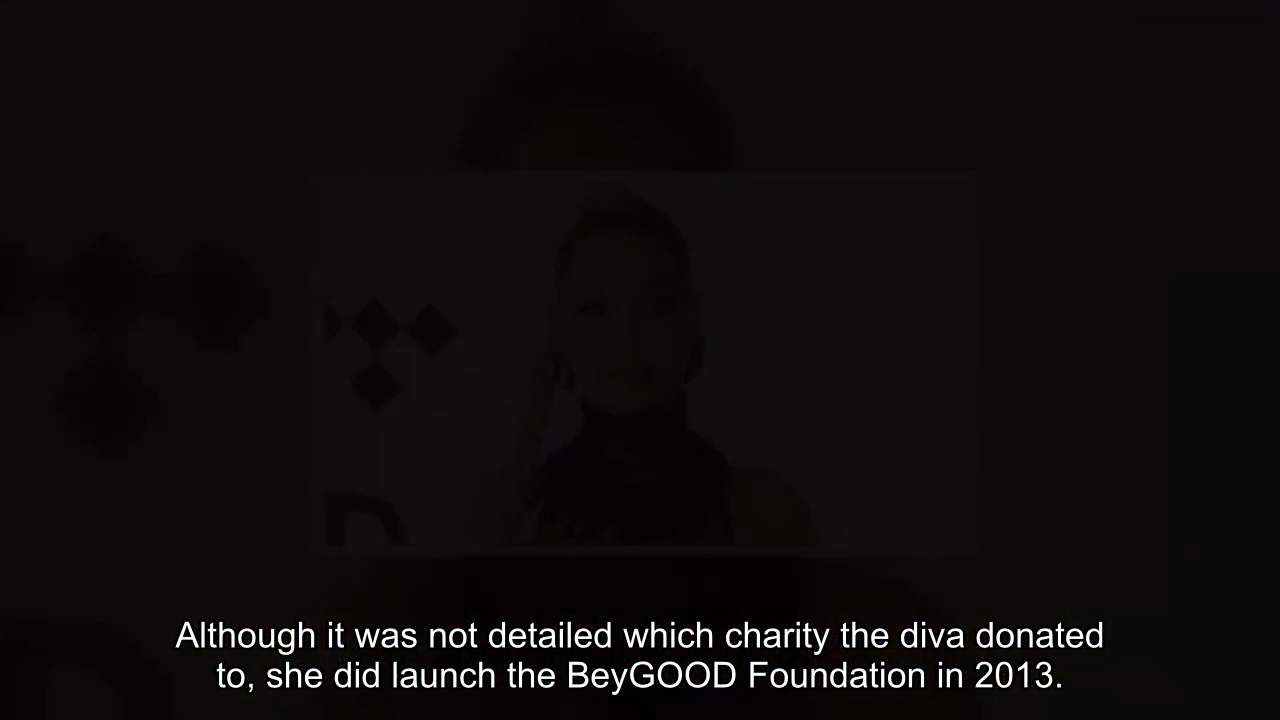 D
Although it was not detailed which charity the diva donated
to, she did launch the BeyGOOD Foundation in 2013.